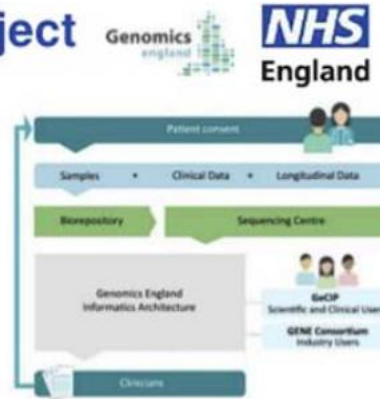 ject
Genomics
england
NHS
England
Patient consent
Samples + Clinical Data + Longitudinal Data
Biorepository
Sequencing Centre
Genomics England
Informatics Architecture
GeCIP
Scientific and Clinical User
GENE Consortium
Industry Users
Clinicians